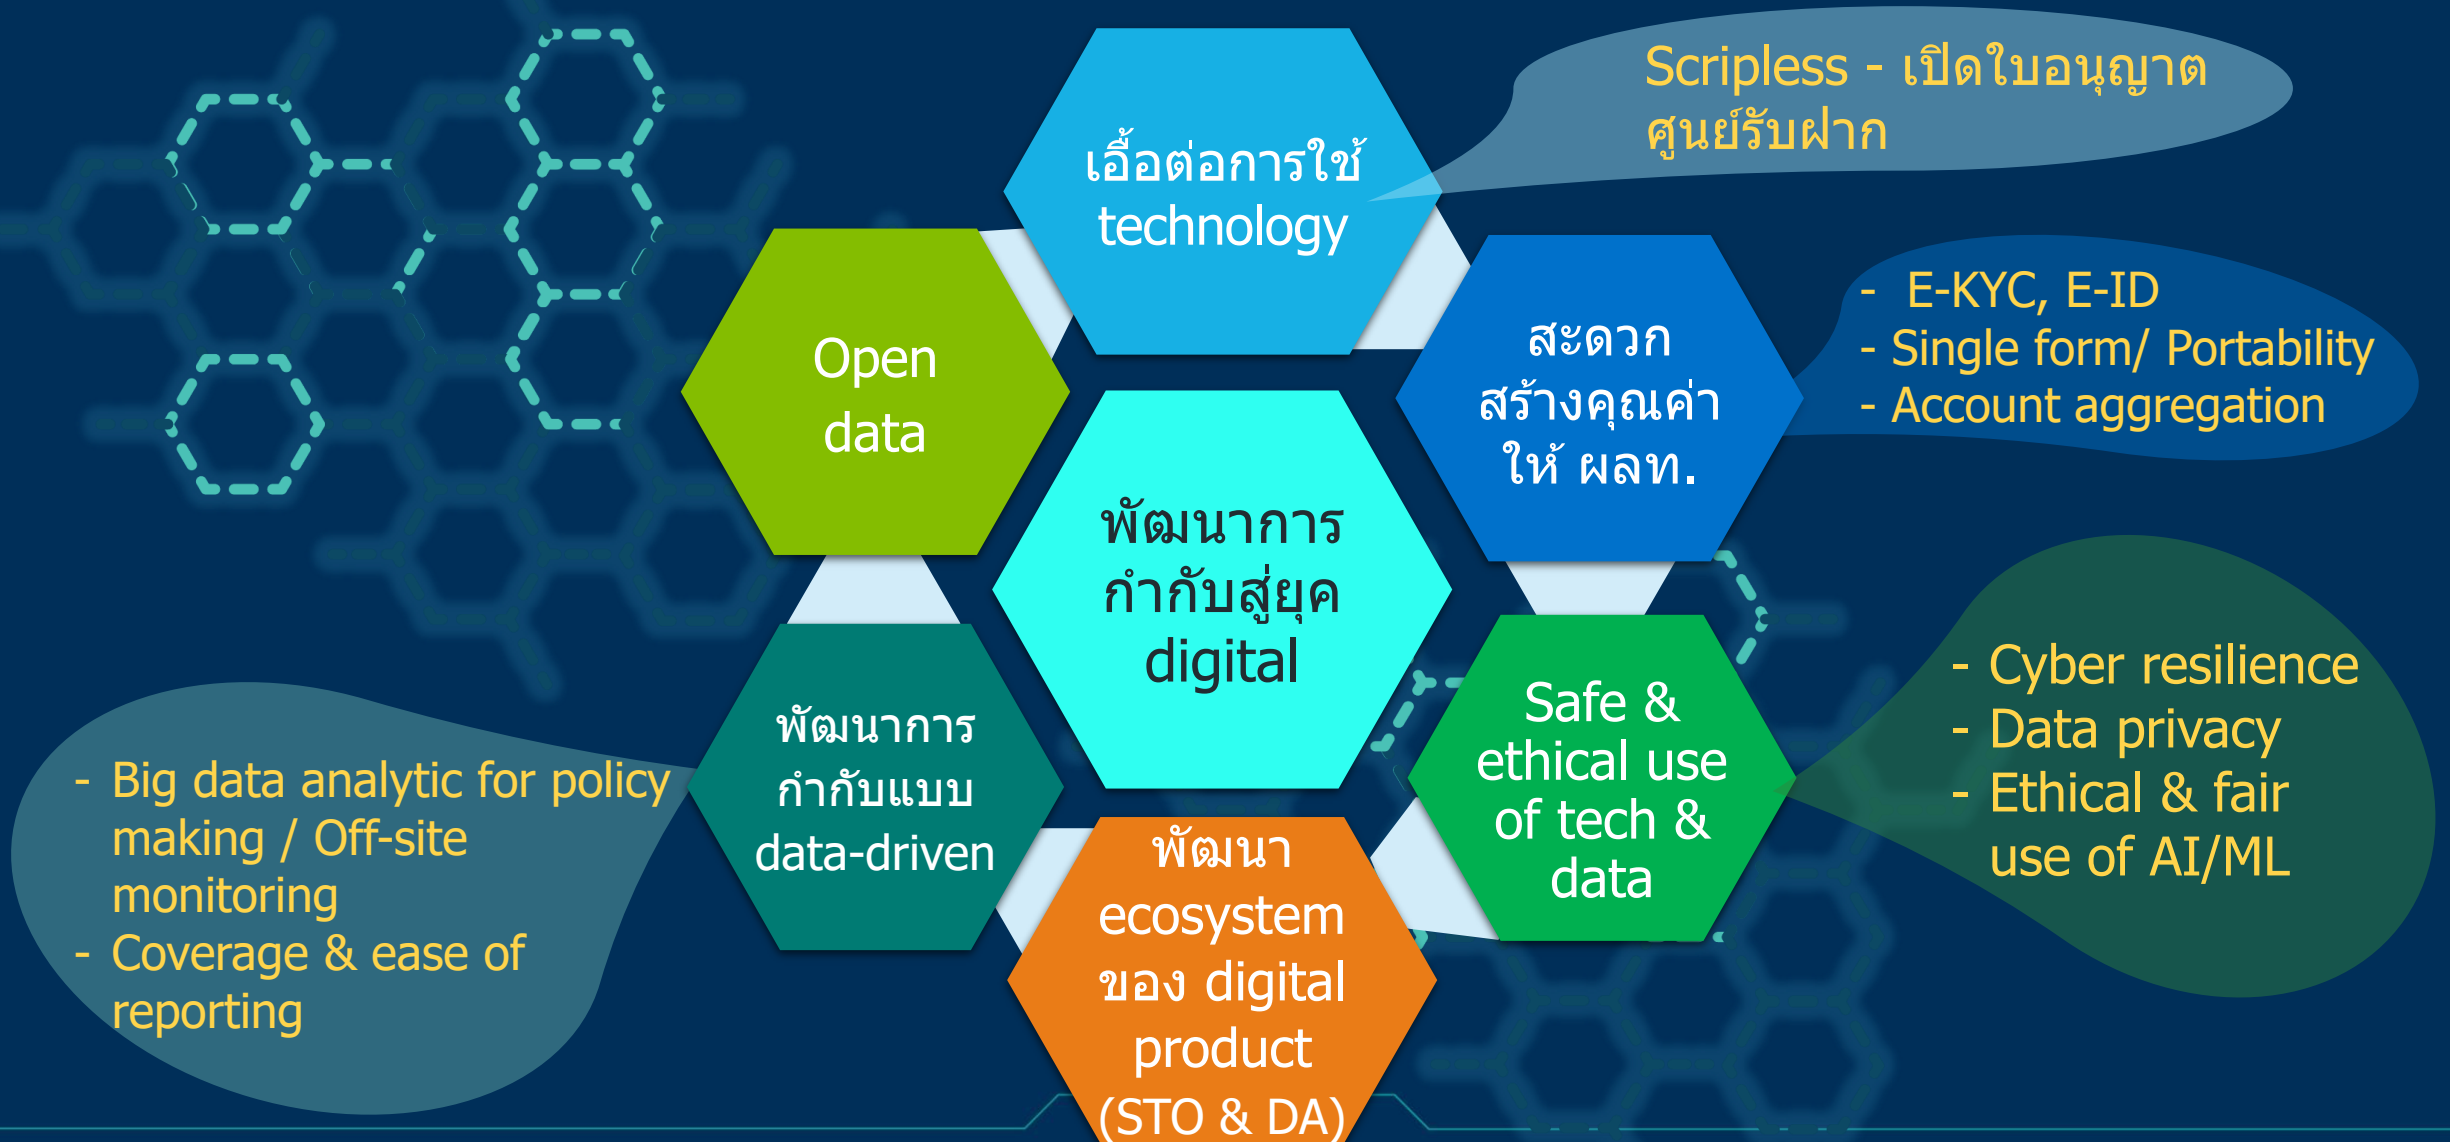 Scripless - เปิดใบอนุญาต
ศูนย์รับฝาก
เอื้อต่อการใช้
technology
- E-KYC, E-ID
- Single form/ Portability
- Account aggregation
สะดวก
สร้างคุณค่า
ให้ ผลท.
Open
data
พัฒนาการ
กำกับสู่ยุค
digital
- Cyber resilience
- Data privacy
- Ethical & fair
use of AI/ML
Safe &
ethical use
of tech &
data
พัฒนาการ
กำกับแบบ
data-driven
- Big data analytic for policy
making / Off-site
monitoring
- Coverage & ease of
reporting
พัฒนา
ecosystem
ของ digital
product
(STO & DA)